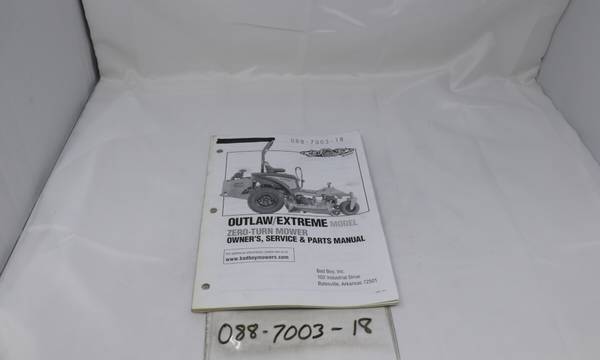 088-7003-18
OUTLAW/EXTREME MODEL
ZERO-TURN MOWER
OWNER'S, SERVICE & PARTS MANUAL
www.badboymowers.com
Bad Boy, Inc.
102 Industrial Drive
Batesville, Arkansas 72501
088-7003-18